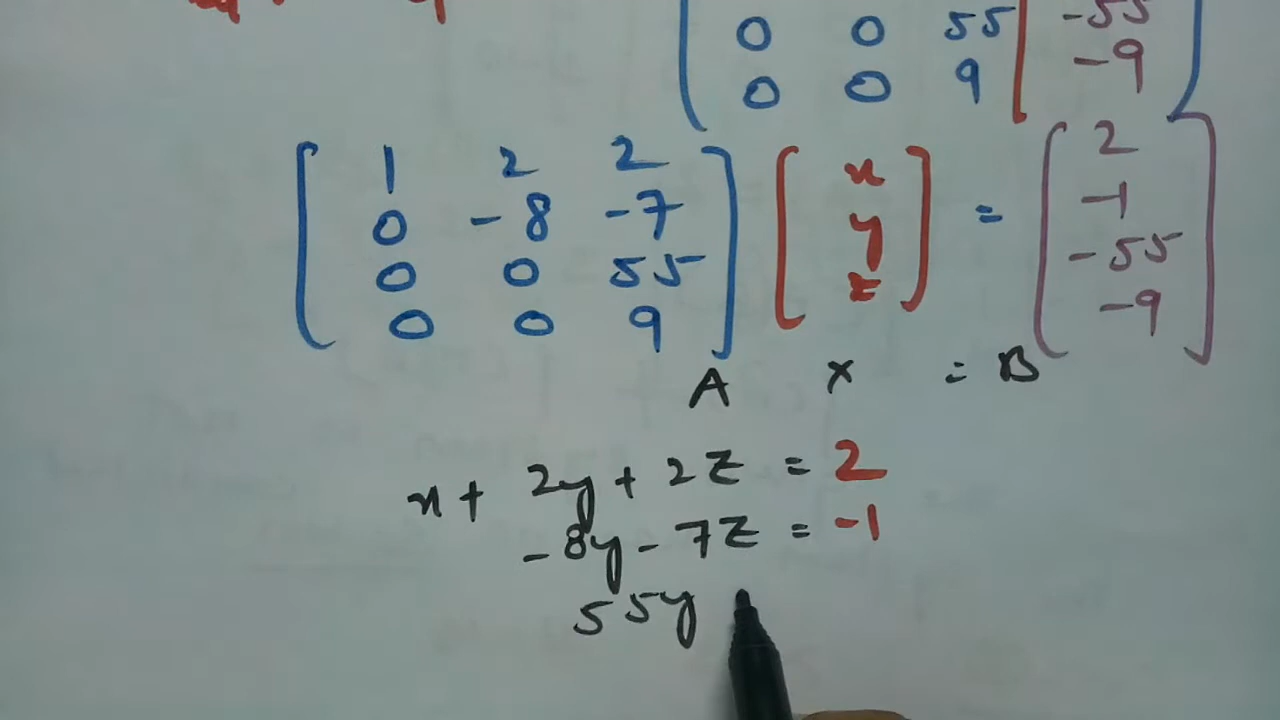 0 0 55 -55
0 0 9 -9
1 2 2 x 2
0 -8 -7 y = -1
0 0 55 z -55
0 0 9 -9
A X = B
x + 2y + 2z = 2
-8y - 7z = -1
55y